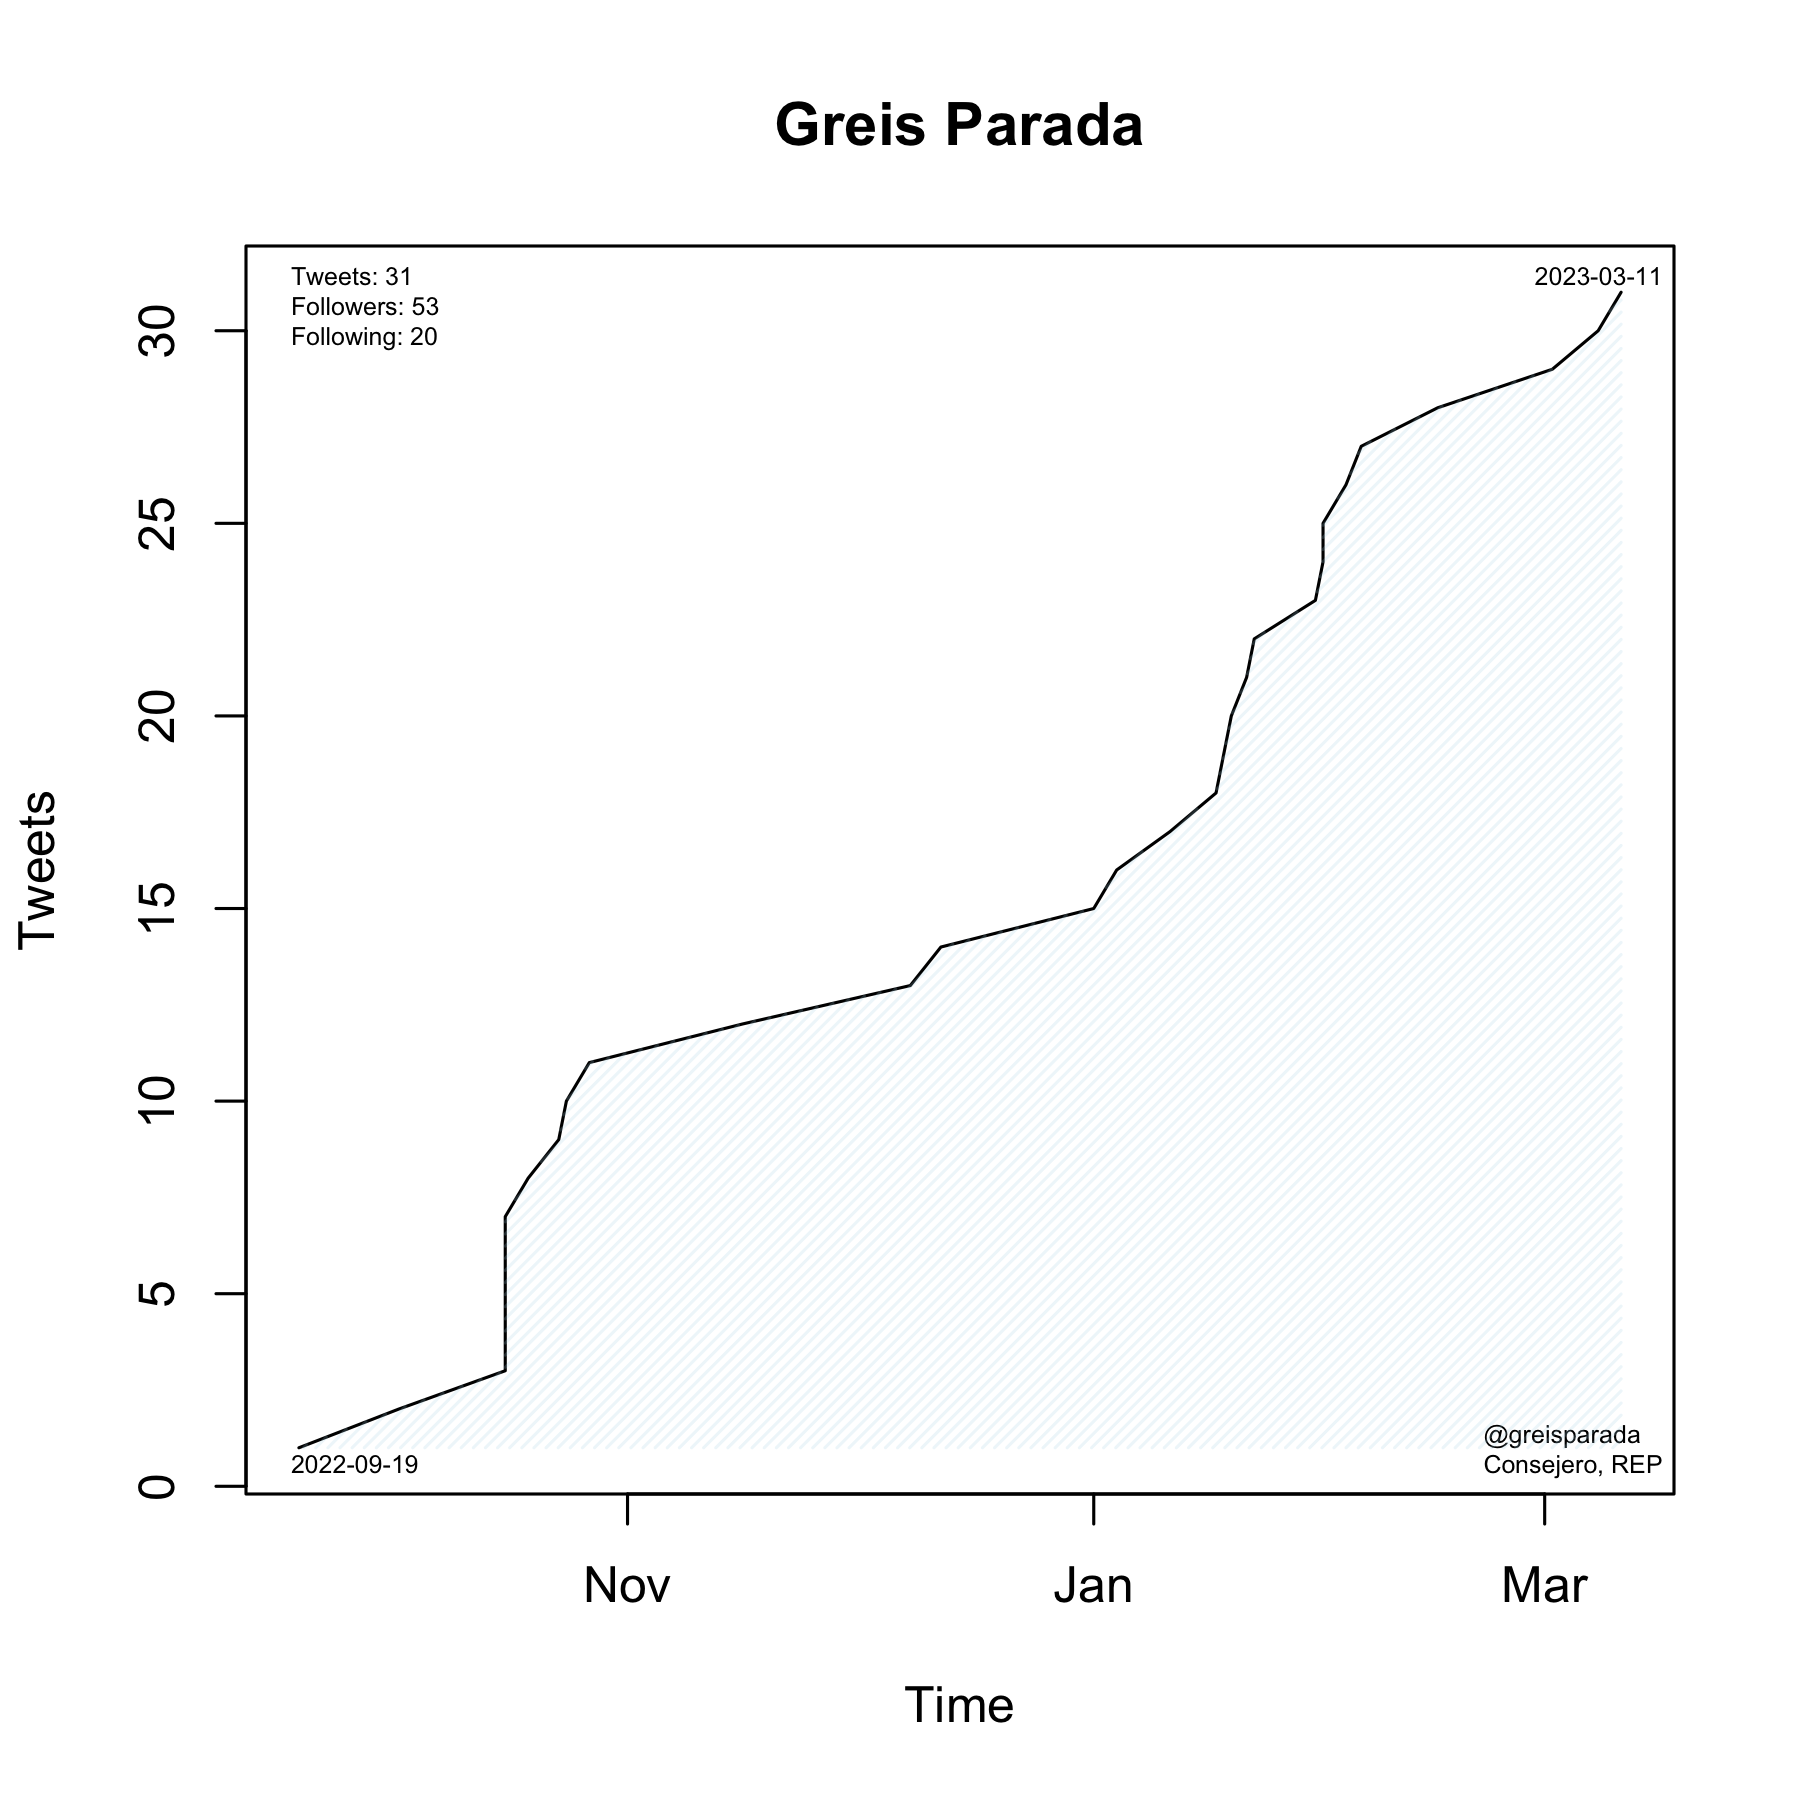 Greis Parada
Tweets: 31
Followers: 53
Following: 20
2023-03-11
30
25
20
15
10
5
0
Tweets
2022-09-19
@greisparada
Consejero, REP
Nov
Jan
Mar
Time